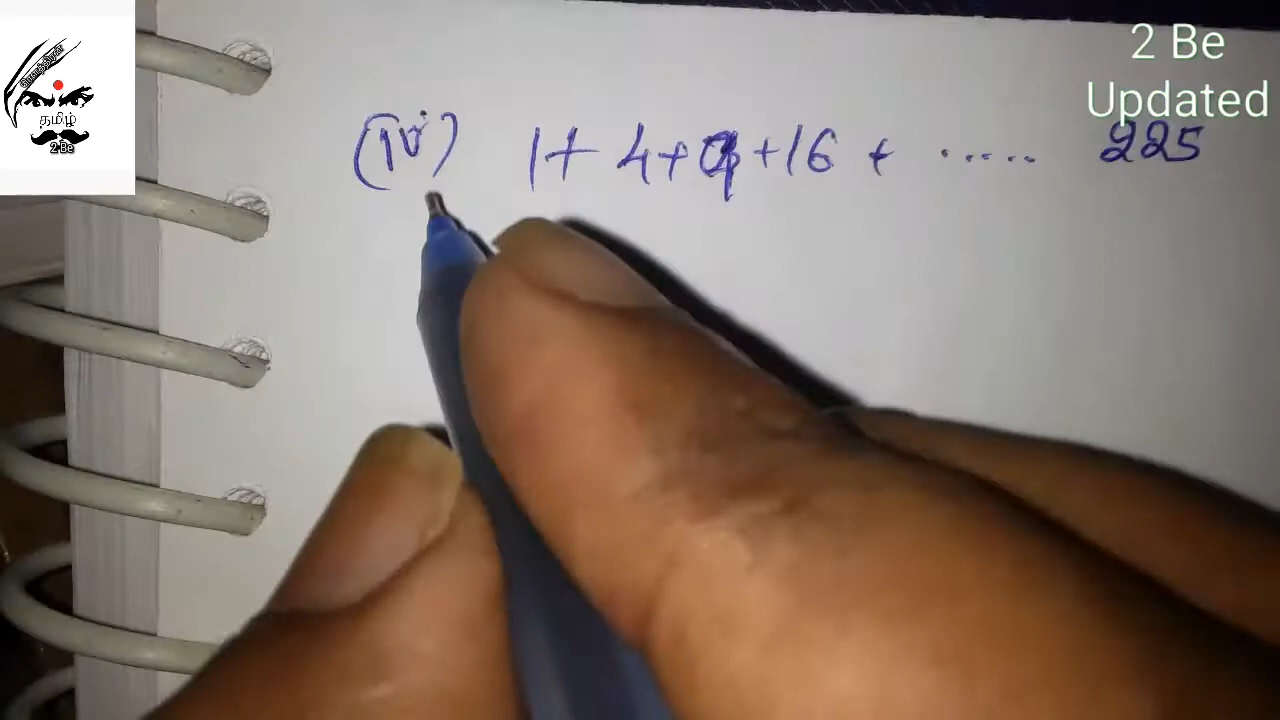 தமிழ்
2 Be
2 Be
Updated
(iv) 1 + 4 + 9 + 16 + ..... 225